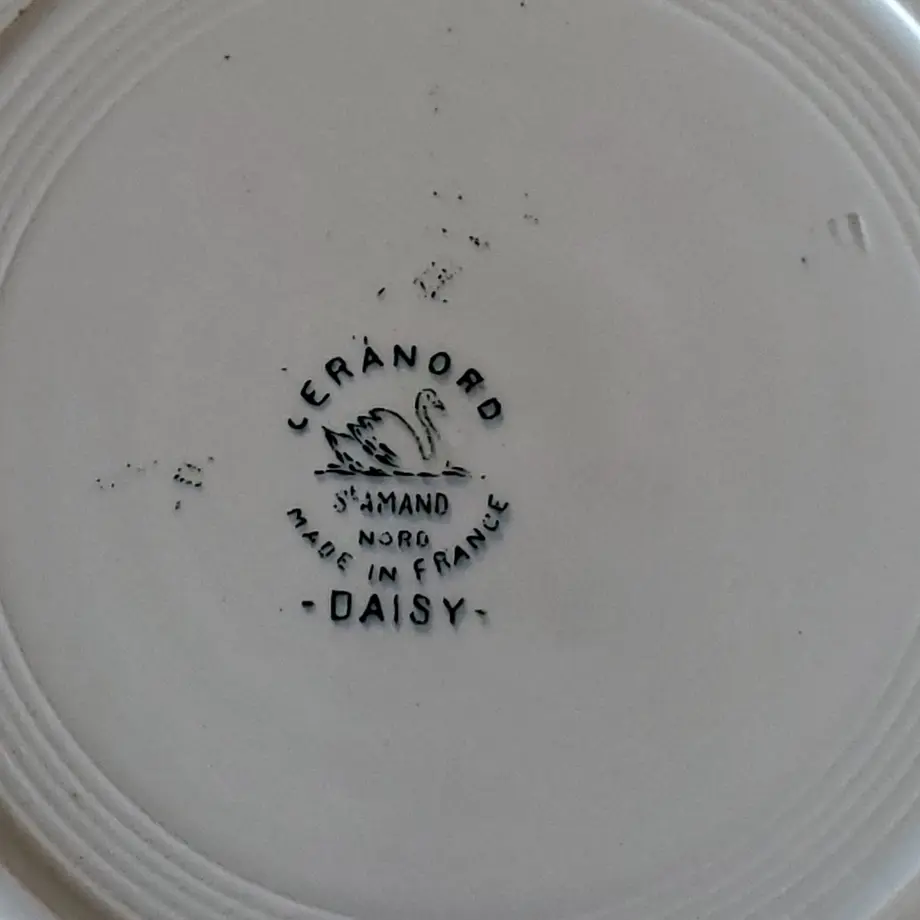 CERANORD
St AMAND
NORD
MADE IN FRANCE
- DAISY -